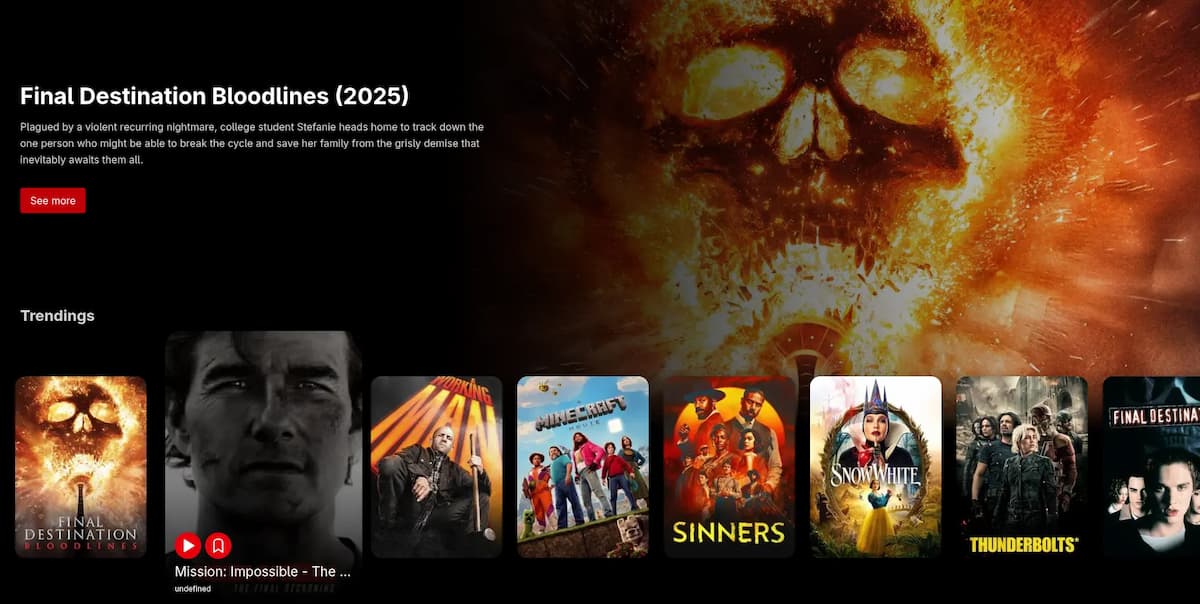 Final Destination Bloodlines (2025)
Plagued by a violent recurring nightmare, college student Stefanie heads home to track down the
one person who might be able to break the cycle and save her family from the grisly demise that
inevitably awaits them all.
See more
Trendings
FINAL
DESTINATION
BLOODLINES
Mission: Impossible - The ...
undefined
THE FINAL RECKONING
WORKING
MAN
MINECRAFT
MOVIE
SINNERS
SNOW WHITE
THUNDERBOLTS*
FINAL DESTINA